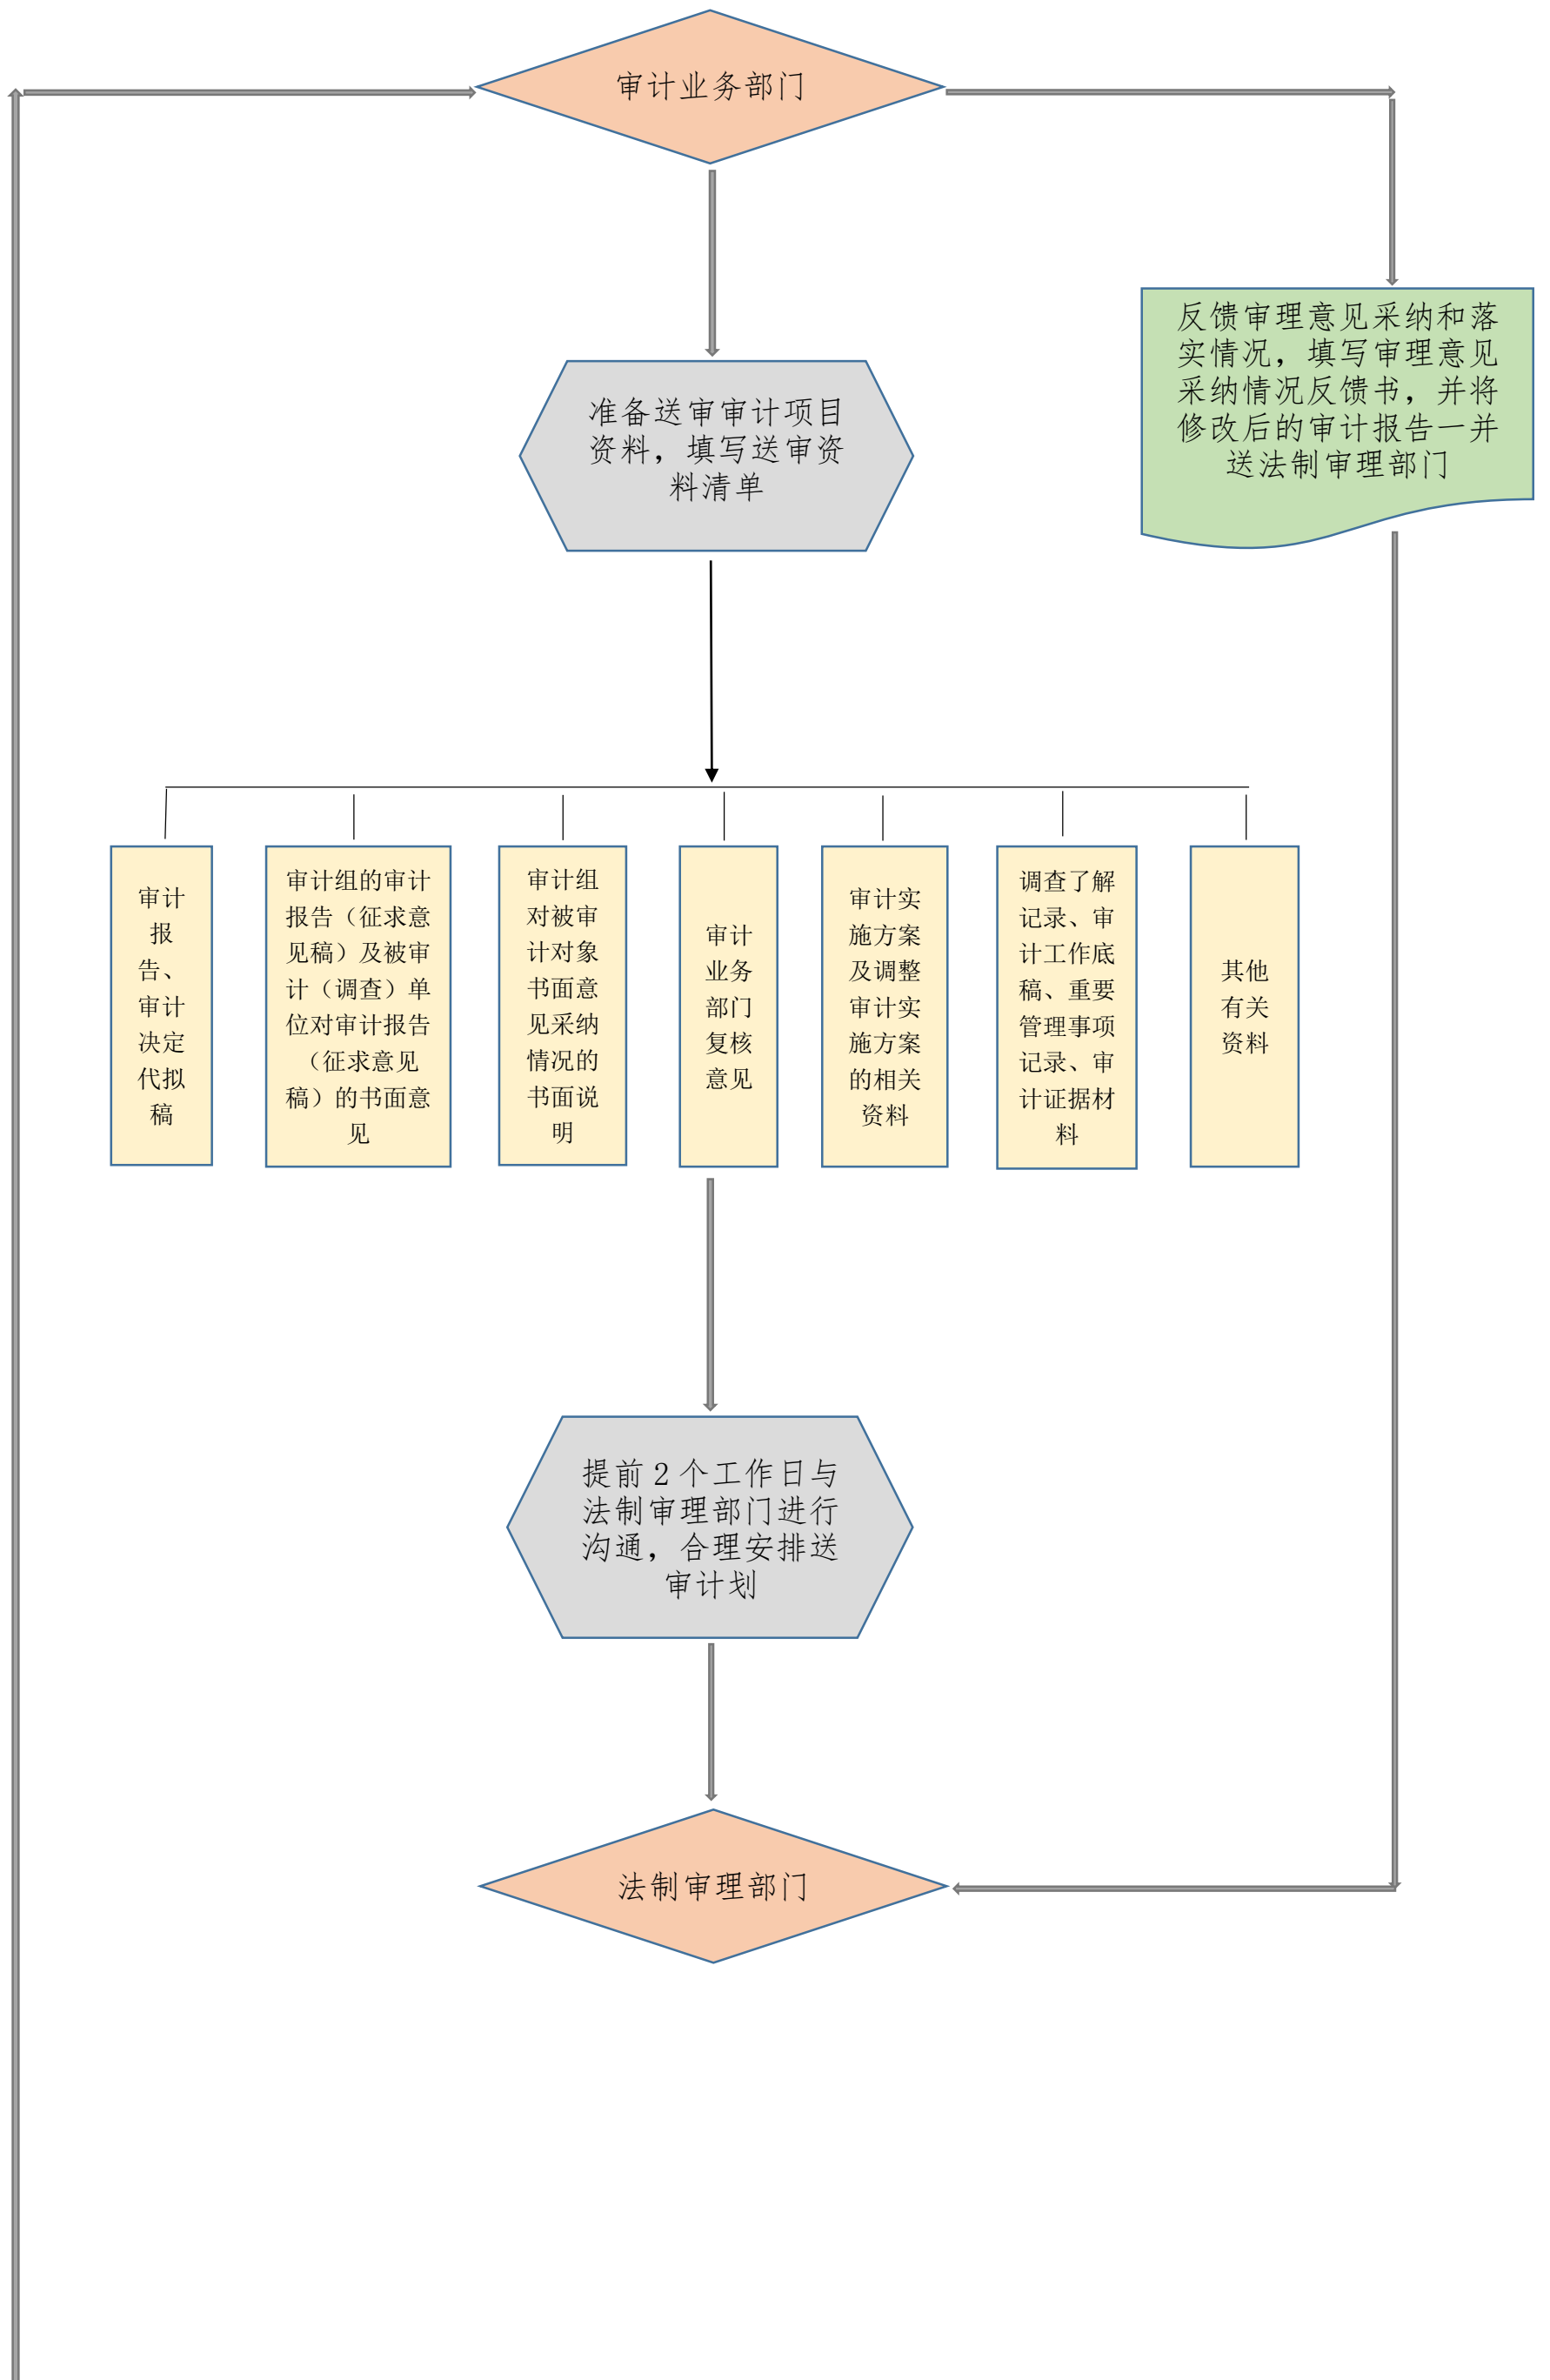 审计业务部门
反馈审理意见采纳和落
实情况，填写审理意见
采纳情况反馈书，并将
修改后的审计报告一并
送法制审理部门
准备送审审计项目
资料，填写送审资
料清单
审计
报
告、
审计
决定
代拟
稿
审计组的审计
报告（征求意
见稿）及被审
计（调查）单
位对审计报告
（征求意见
稿）的书面意
见
审计组
对被审
计对象
书面意
见采纳
情况的
书面说
明
审计
业务
部门
复核
意见
审计实
施方案
及调整
审计实
施方案
的相关
资料
调查了解
记录、审
计工作底
稿、重要
管理事项
记录、审
计证据材
料
其他
有关
资料
提前2个工作日与
法制审理部门进行
沟通，合理安排送
审计划
法制审理部门